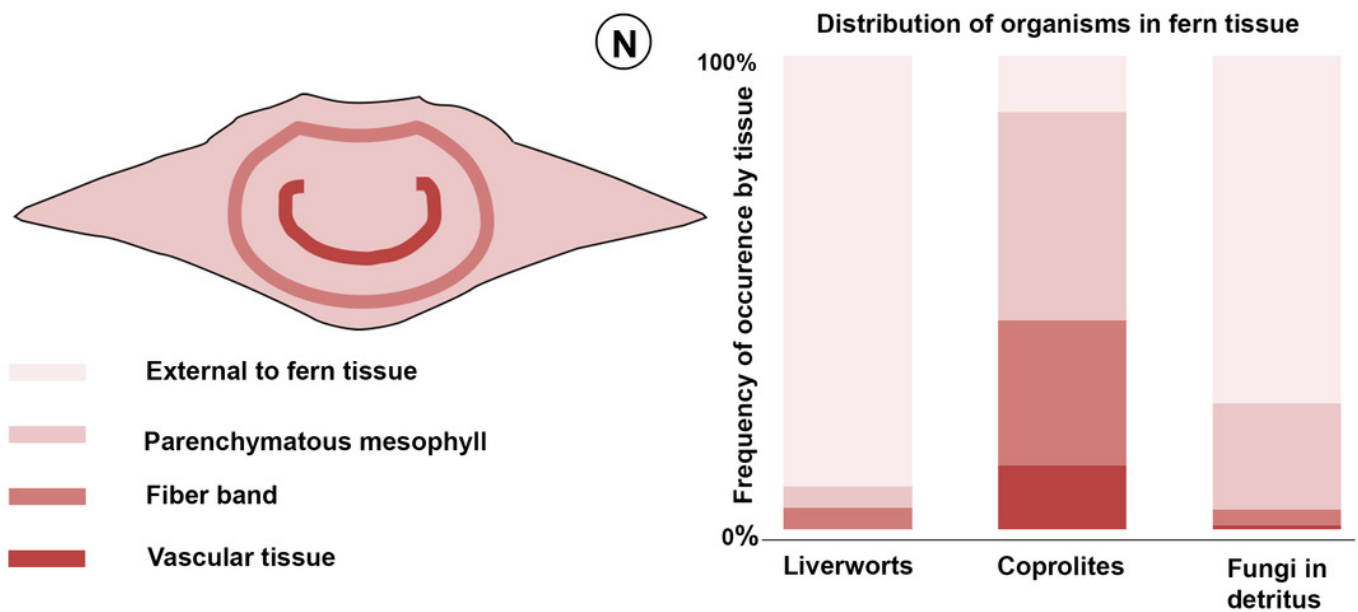 N
External to fern tissue
Parenchymatous mesophyll
Fiber band
Vascular tissue
Distribution of organisms in fern tissue
Frequency of occurence by tissue
100%
0%
Liverworts
Coprolites
Fungi in
detritus